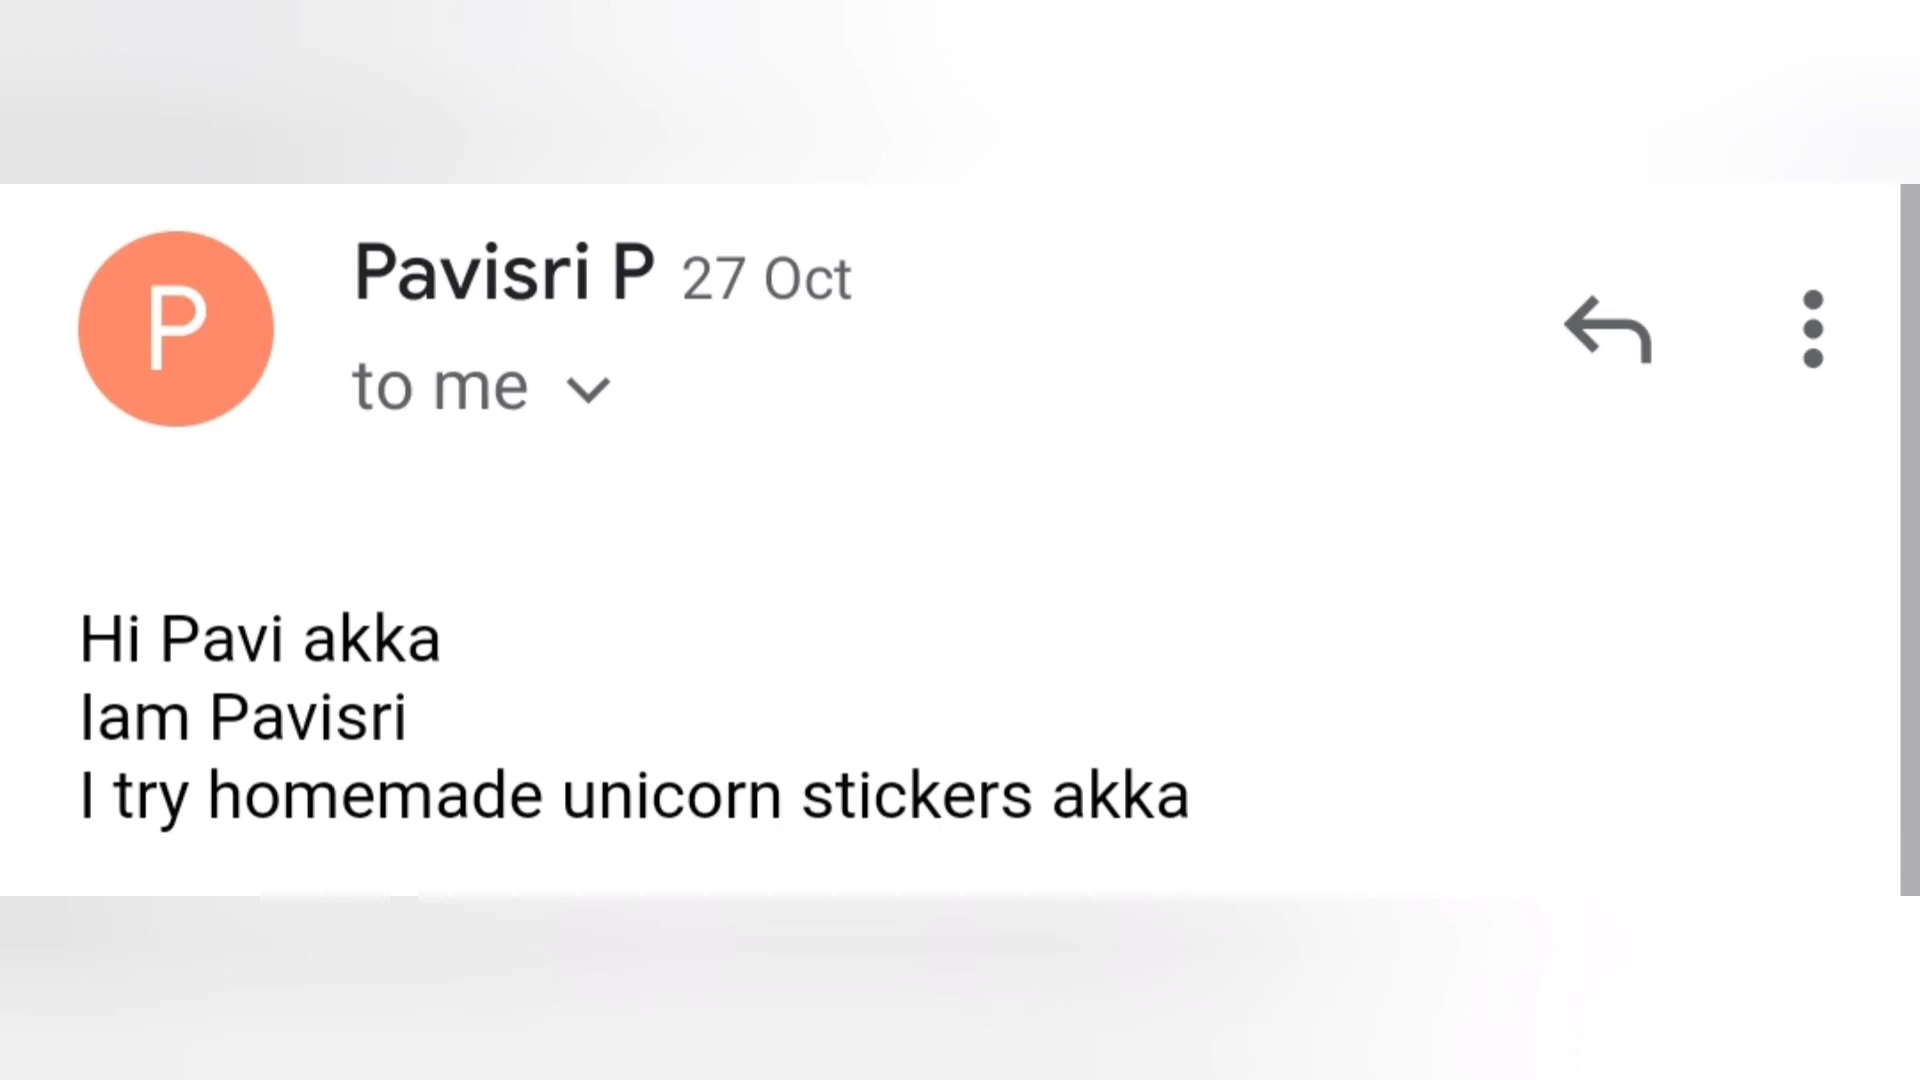 P
Pavisri P 27 Oct
to me
Hi Pavi akka
Iam Pavisri
I try homemade unicorn stickers akka